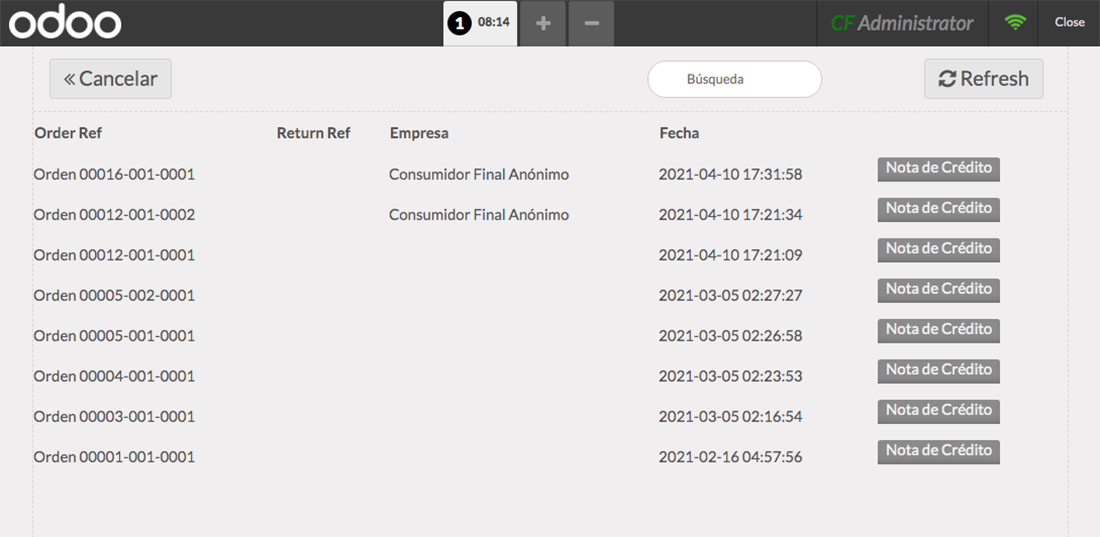 odoo 1 08:14 + − CF Administrator Close
« Cancelar Búsqueda Refresh
Order Ref Return Ref Empresa Fecha
Orden 00016-001-0001 Consumidor Final Anónimo 2021-04-10 17:31:58 Nota de Crédito
Orden 00012-001-0002 Consumidor Final Anónimo 2021-04-10 17:21:34 Nota de Crédito
Orden 00012-001-0001 2021-04-10 17:21:09 Nota de Crédito
Orden 00005-002-0001 2021-03-05 02:27:27 Nota de Crédito
Orden 00005-001-0001 2021-03-05 02:26:58 Nota de Crédito
Orden 00004-001-0001 2021-03-05 02:23:53 Nota de Crédito
Orden 00003-001-0001 2021-03-05 02:16:54 Nota de Crédito
Orden 00001-001-0001 2021-02-16 04:57:56 Nota de Crédito